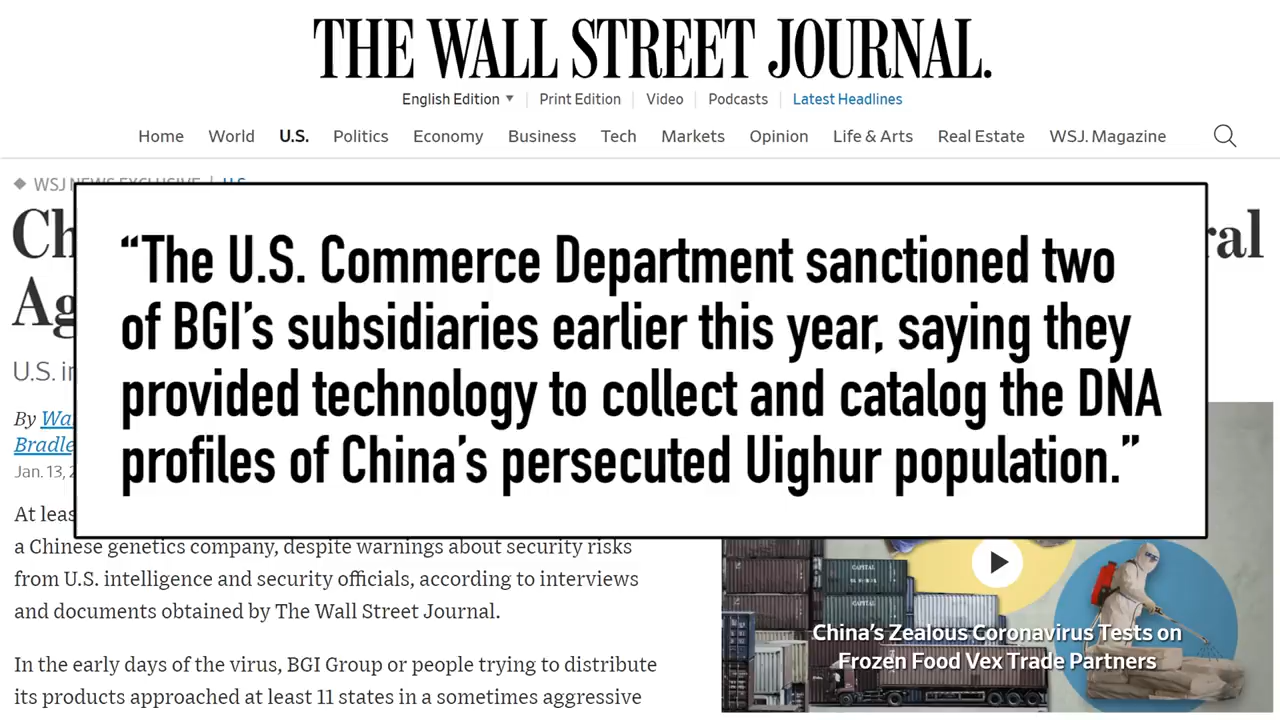 THE WALL STREET JOURNAL.
English Edition
Print Edition
Video
Podcasts
Latest Headlines
Home World U.S. Politics Economy Business Tech Markets Opinion Life & Arts Real Estate WSJ. Magazine
WSJ NEWS EXCLUSIVE | U.S.
“The U.S. Commerce Department sanctioned two
of BGI’s subsidiaries earlier this year, saying they
provided technology to collect and catalog the DNA
profiles of China’s persecuted Uighur population.”
U.S.
By
Jan. 13,
At
a Chinese genetics company, despite warnings about security risks
from U.S. intelligence and security officials, according to interviews
and documents obtained by The Wall Street Journal.
In the early days of the virus, BGI Group or people trying to distribute
its products approached at least 11 states in a sometimes aggressive
CAPITAL
CAPITAL
China’s Zealous Coronavirus Tests on
Frozen Food Vex Trade Partners